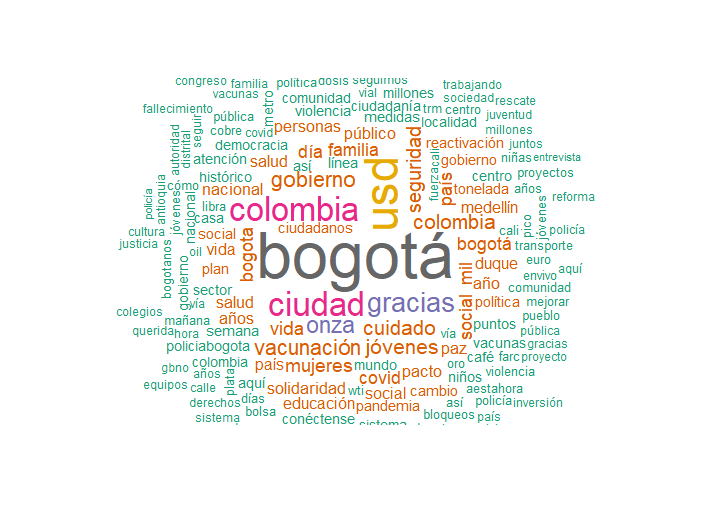 congreso familia política dosis seguimos trabajando
vacunas metro comunidad vial millones sociedad rescate
fallecimiento pública violencia ciudadanía trm centro juventud
seguir cobre covid personas público medidas localidad millones
autoridad distrital democracia día familia seguridad reactivación juntos
atención salud así línea usd fuerza cali gobierno niñas entrevista
histórico gobierno país centro proyectos
policía antioquia cómo jóvenes nacional nacional libra colombia tonelada años reforma
casa medellín pico jóvenes
cultura social ciudadanos colombia cali policía
justicia bogotanos oil vida bogota bogotá bogotá transporte
gobierno plan duque euro aquí
sector mil año envivo comunidad
vía salud ciudad gracias social política mejorar
colegios mañana años onza puntos pueblo
querida hora semana vida cuidado vía pública
policiabogota vacunación jóvenes paz vacunas gracias
gbno colombia país mujeres mundo oro café farc proyecto
años aquí covid pacto niños violencia
equipos calle plata solidaridad wti social cambio aestahora
derechos días educación pandemia así policía inversión
sistema bolsa conéctense sistema bloqueos país